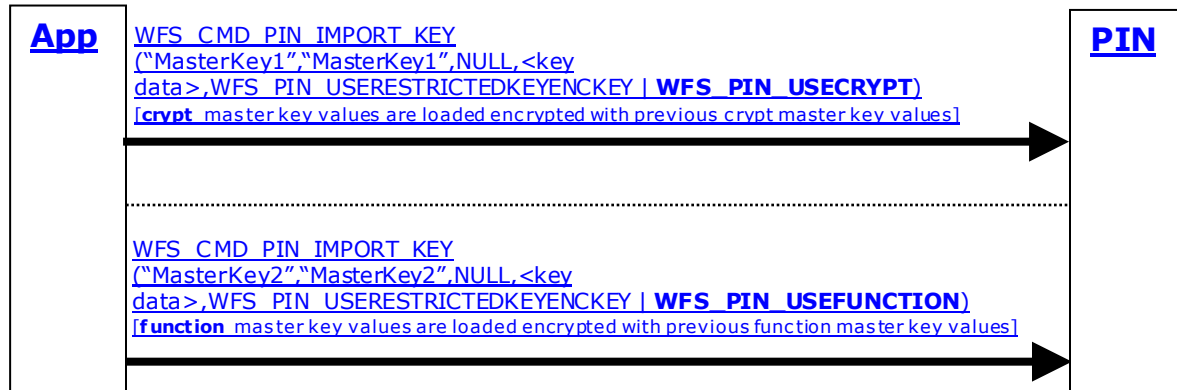 App
WFS_CMD_PIN_IMPORT_KEY
(“MasterKey1”,“MasterKey1”,NULL,<key
data>,WFS_PIN_USERESTRICTEDKEYENCKEY | WFS_PIN_USECRYPT)
[crypt master key values are loaded encrypted with previous crypt master key values]
PIN
WFS_CMD_PIN_IMPORT_KEY
(“MasterKey2”,“MasterKey2”,NULL,<key
data>,WFS_PIN_USERESTRICTEDKEYENCKEY | WFS_PIN_USEFUNCTION)
[function master key values are loaded encrypted with previous function master key values]